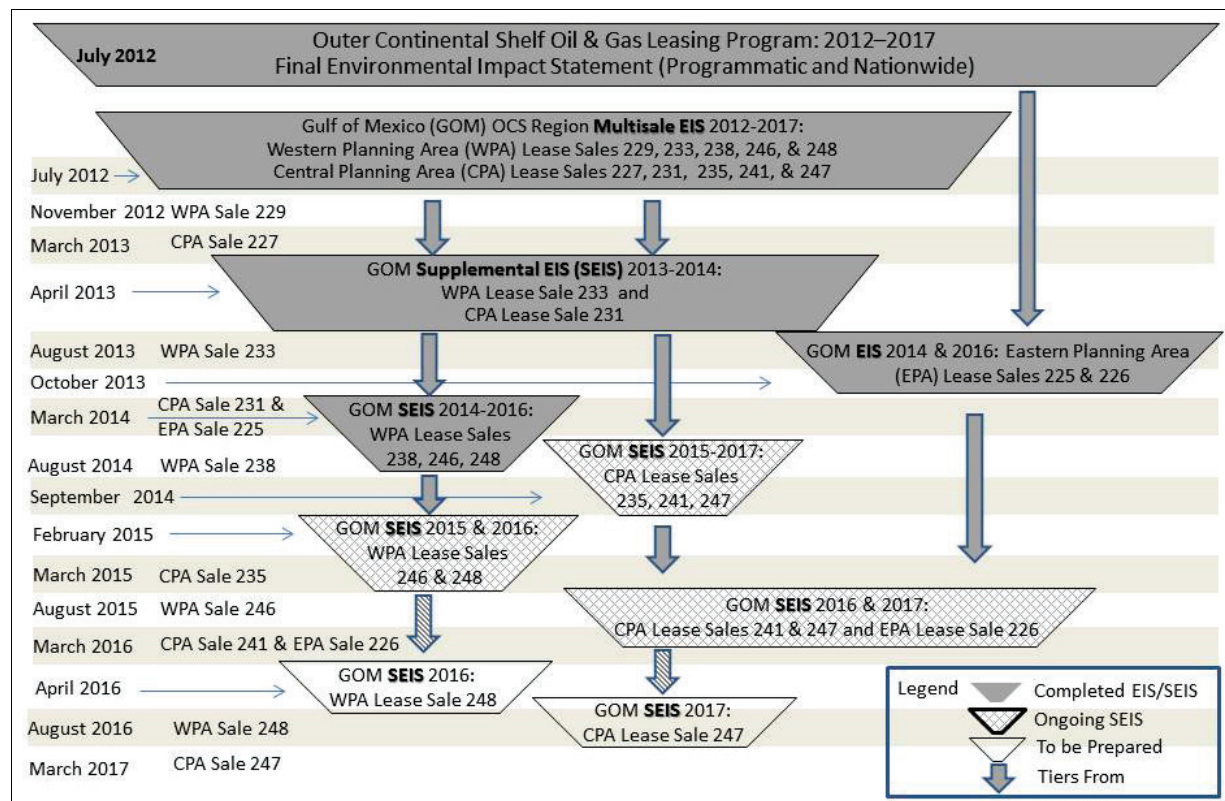 July 2012
Outer Continental Shelf Oil & Gas Leasing Program: 2012–2017
Final Environmental Impact Statement (Programmatic and Nationwide)
Gulf of Mexico (GOM) OCS Region Multisale EIS 2012-2017:
Western Planning Area (WPA) Lease Sales 229, 233, 238, 246, & 248
Central Planning Area (CPA) Lease Sales 227, 231, 235, 241, & 247
July 2012
November 2012 WPA Sale 229
March 2013 CPA Sale 227
GOM Supplemental EIS (SEIS) 2013-2014:
WPA Lease Sale 233 and
CPA Lease Sale 231
April 2013
August 2013 WPA Sale 233
GOM EIS 2014 & 2016: Eastern Planning Area
(EPA) Lease Sales 225 & 226
October 2013
March 2014 CPA Sale 231 &
EPA Sale 225
GOM SEIS 2014-2016:
WPA Lease Sales
238, 246, 248
August 2014 WPA Sale 238
GOM SEIS 2015-2017:
CPA Lease Sales
235, 241, 247
September 2014
February 2015
GOM SEIS 2015 & 2016:
WPA Lease Sales
246 & 248
March 2015 CPA Sale 235
August 2015 WPA Sale 246
GOM SEIS 2016 & 2017:
CPA Lease Sales 241 & 247 and EPA Lease Sale 226
March 2016 CPA Sale 241 & EPA Sale 226
April 2016
GOM SEIS 2016:
WPA Lease Sale 248
GOM SEIS 2017:
CPA Lease Sale 247
August 2016 WPA Sale 248
March 2017 CPA Sale 247
Legend
Completed EIS/SEIS
Ongoing SEIS
To be Prepared
Tiers From